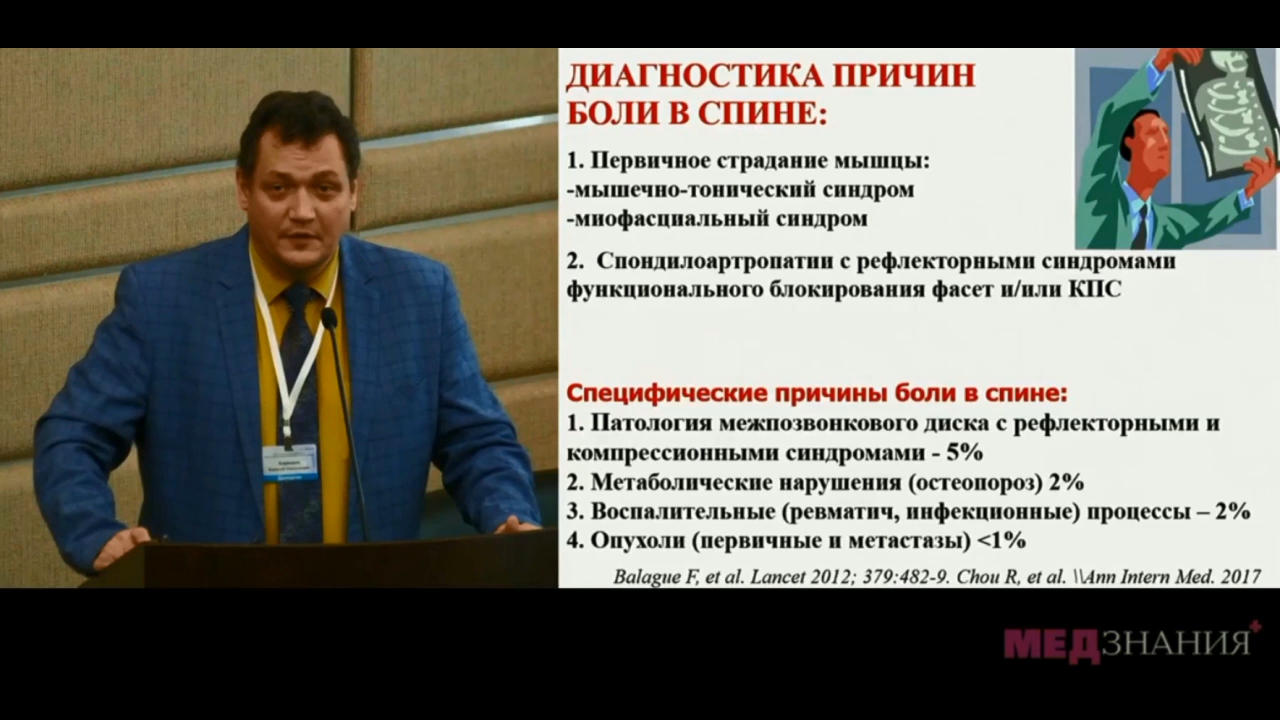 ДИАГНОСТИКА ПРИЧИН
БОЛИ В СПИНЕ:
1. Первичное страдание мышцы:
-мышечно-тонический синдром
-миофасциальный синдром
2. Спондилоартропатии с рефлекторными синдромами
функционального блокирования фасет и/или КПС
Специфические причины боли в спине:
1. Патология межпозвонкового диска с рефлекторными и
компрессионными синдромами - 5%
2. Метаболические нарушения (остеопороз) 2%
3. Воспалительные (ревматич, инфекционные) процессы – 2%
4. Опухоли (первичные и метастазы) <1%
Balague F, et al. Lancet 2012; 379:482-9. Chou R, et al. \\Ann Intern Med. 2017
МЕДЗНАНИЯ+